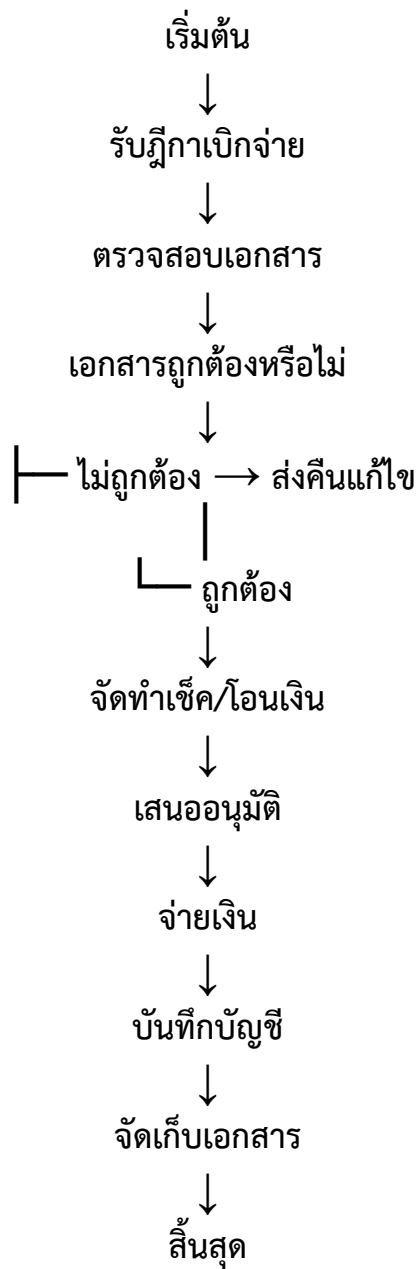 เริ่มต้น
↓
รับฎีกาเบิกจ่าย
↓
ตรวจสอบเอกสาร
↓
เอกสารถูกต้องหรือไม่
↓
├── ไม่ถูกต้อง → ส่งคืนแก้ไข
│
└── ถูกต้อง
↓
จัดทำเช็ค/โอนเงิน
↓
เสนออนุมัติ
↓
จ่ายเงิน
↓
บันทึกบัญชี
↓
จัดเก็บเอกสาร
↓
สิ้นสุด